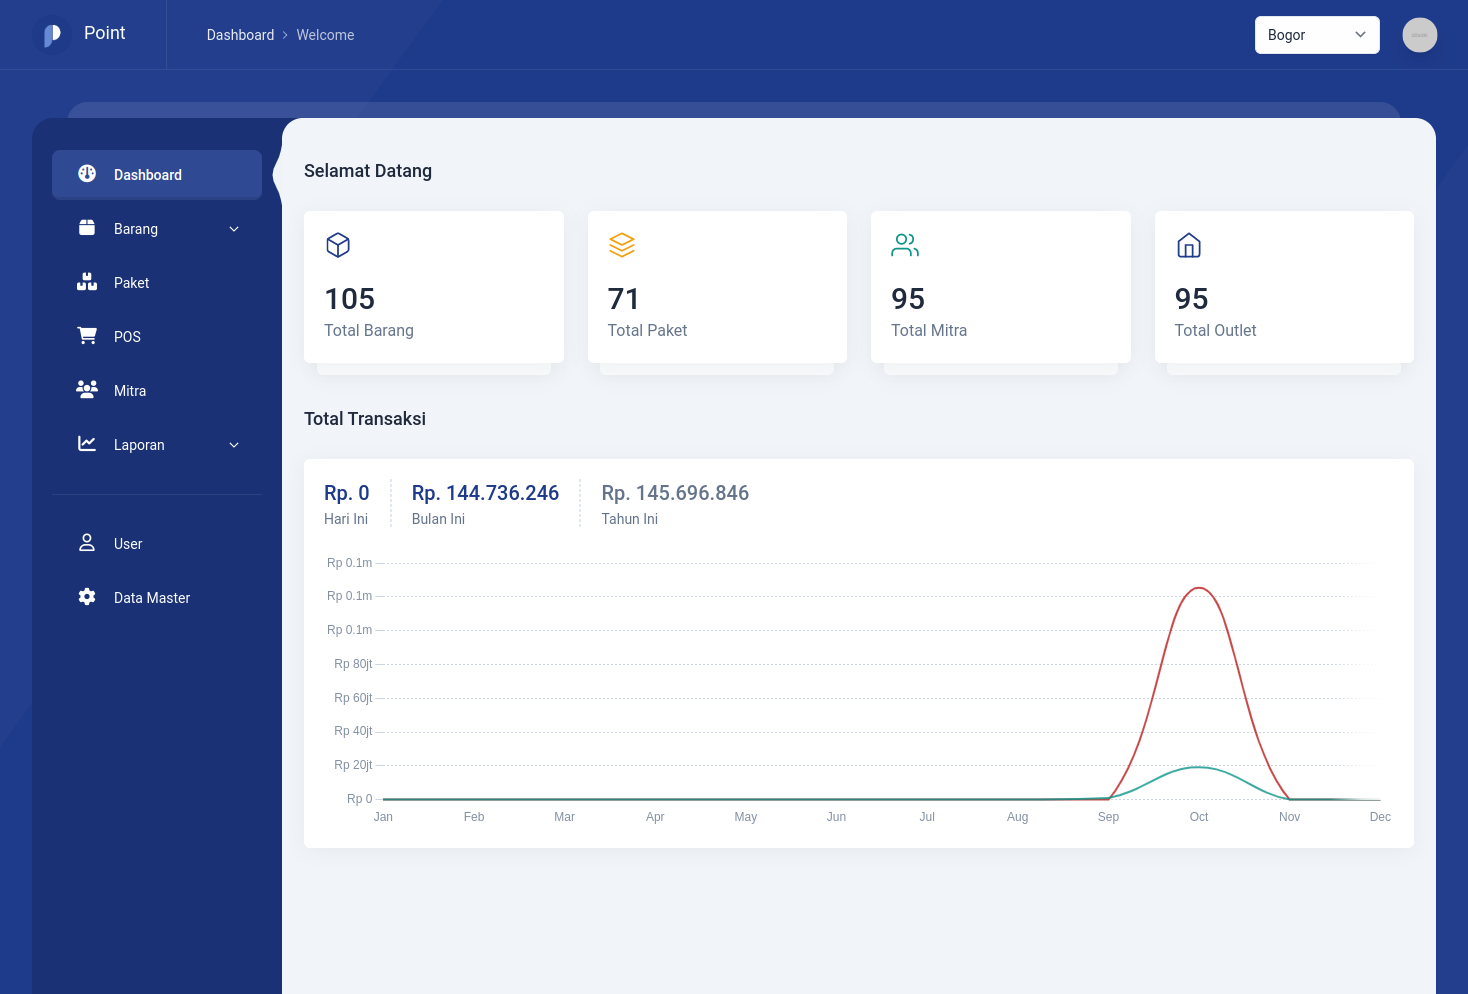 Point
Dashboard > Welcome
Bogor
Dashboard
Barang
Paket
POS
Mitra
Laporan
User
Data Master
Selamat Datang
105
Total Barang
71
Total Paket
95
Total Mitra
95
Total Outlet
Total Transaksi
Rp. 0
Hari Ini
Rp. 144.736.246
Bulan Ini
Rp. 145.696.846
Tahun Ini
Rp 0.1m
Rp 0.1m
Rp 0.1m
Rp 80jt
Rp 60jt
Rp 40jt
Rp 20jt
Rp 0
Jan Feb Mar Apr May Jun Jul Aug Sep Oct Nov Dec